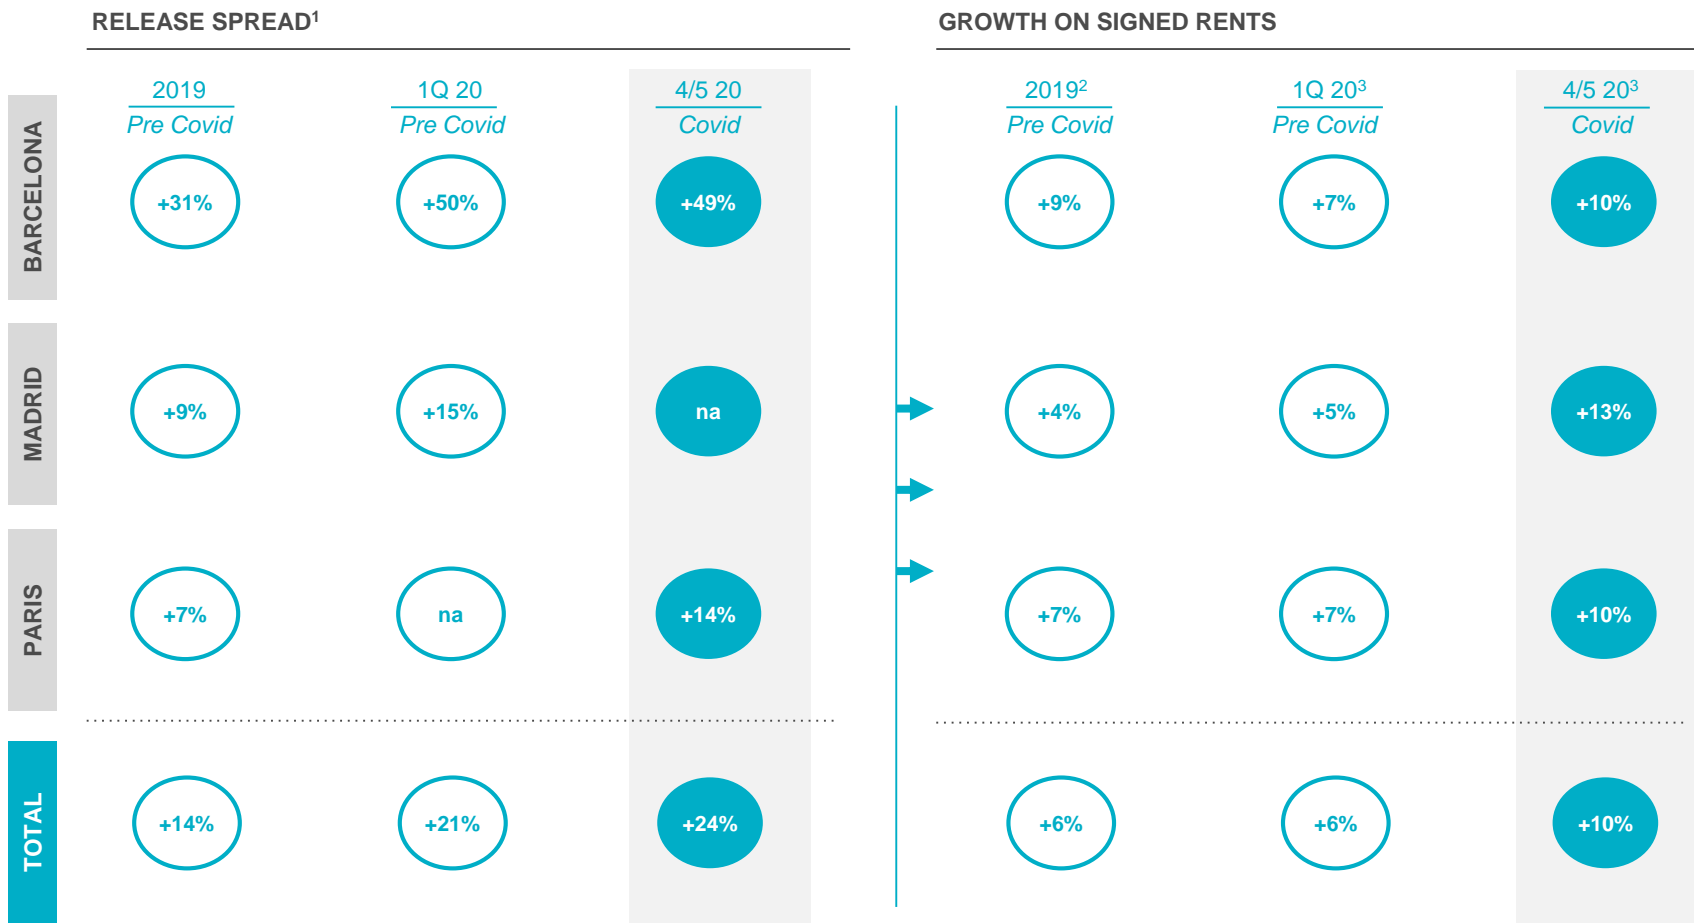 RELEASE SPREAD¹
GROWTH ON SIGNED RENTS
2019
Pre Covid
1Q 20
Pre Covid
4/5 20
Covid
2019²
Pre Covid
1Q 20³
Pre Covid
4/5 20³
Covid
BARCELONA
+31%
+50%
+49%
+9%
+7%
+10%
MADRID
+9%
+15%
na
+4%
+5%
+13%
PARIS
+7%
na
+14%
+7%
+7%
+10%
TOTAL
+14%
+21%
+24%
+6%
+6%
+10%